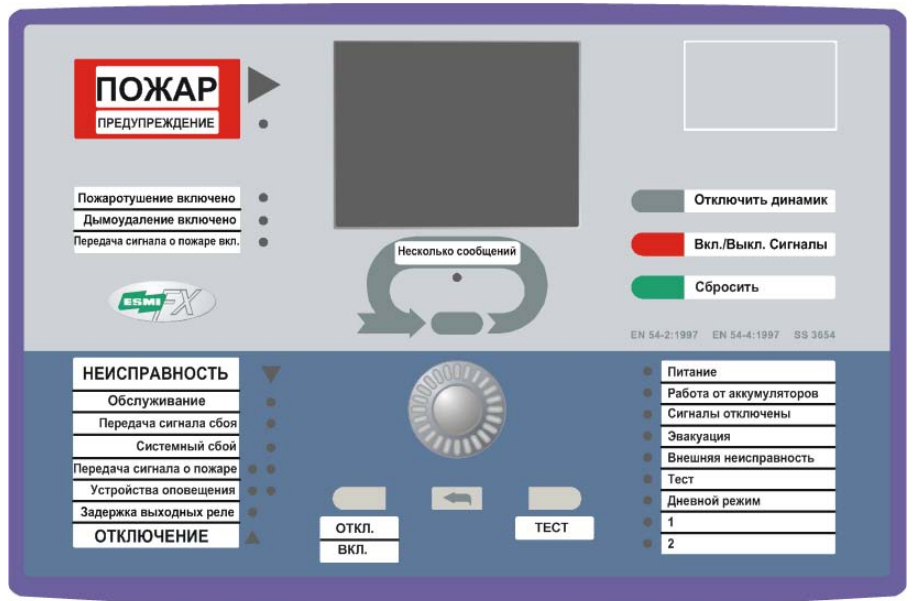 ПОЖАР
ПРЕДУПРЕЖДЕНИЕ
Пожаротушение включено
Дымоудаление включено
Передача сигнала о пожаре вкл.
ESMI FX
Несколько сообщений
Отключить динамик
Вкл./Выкл. Сигналы
Сбросить
EN 54-2:1997 EN 54-4:1997 SS 3654
НЕИСПРАВНОСТЬ
Обслуживание
Передача сигнала сбоя
Системный сбой
Передача сигнала о пожаре
Устройства оповещения
Задержка выходных реле
ОТКЛЮЧЕНИЕ
ОТКЛ.
ВКЛ.
ТЕСТ
Питание
Работа от аккумуляторов
Сигналы отключены
Эвакуация
Внешняя неисправность
Тест
Дневной режим
1
2